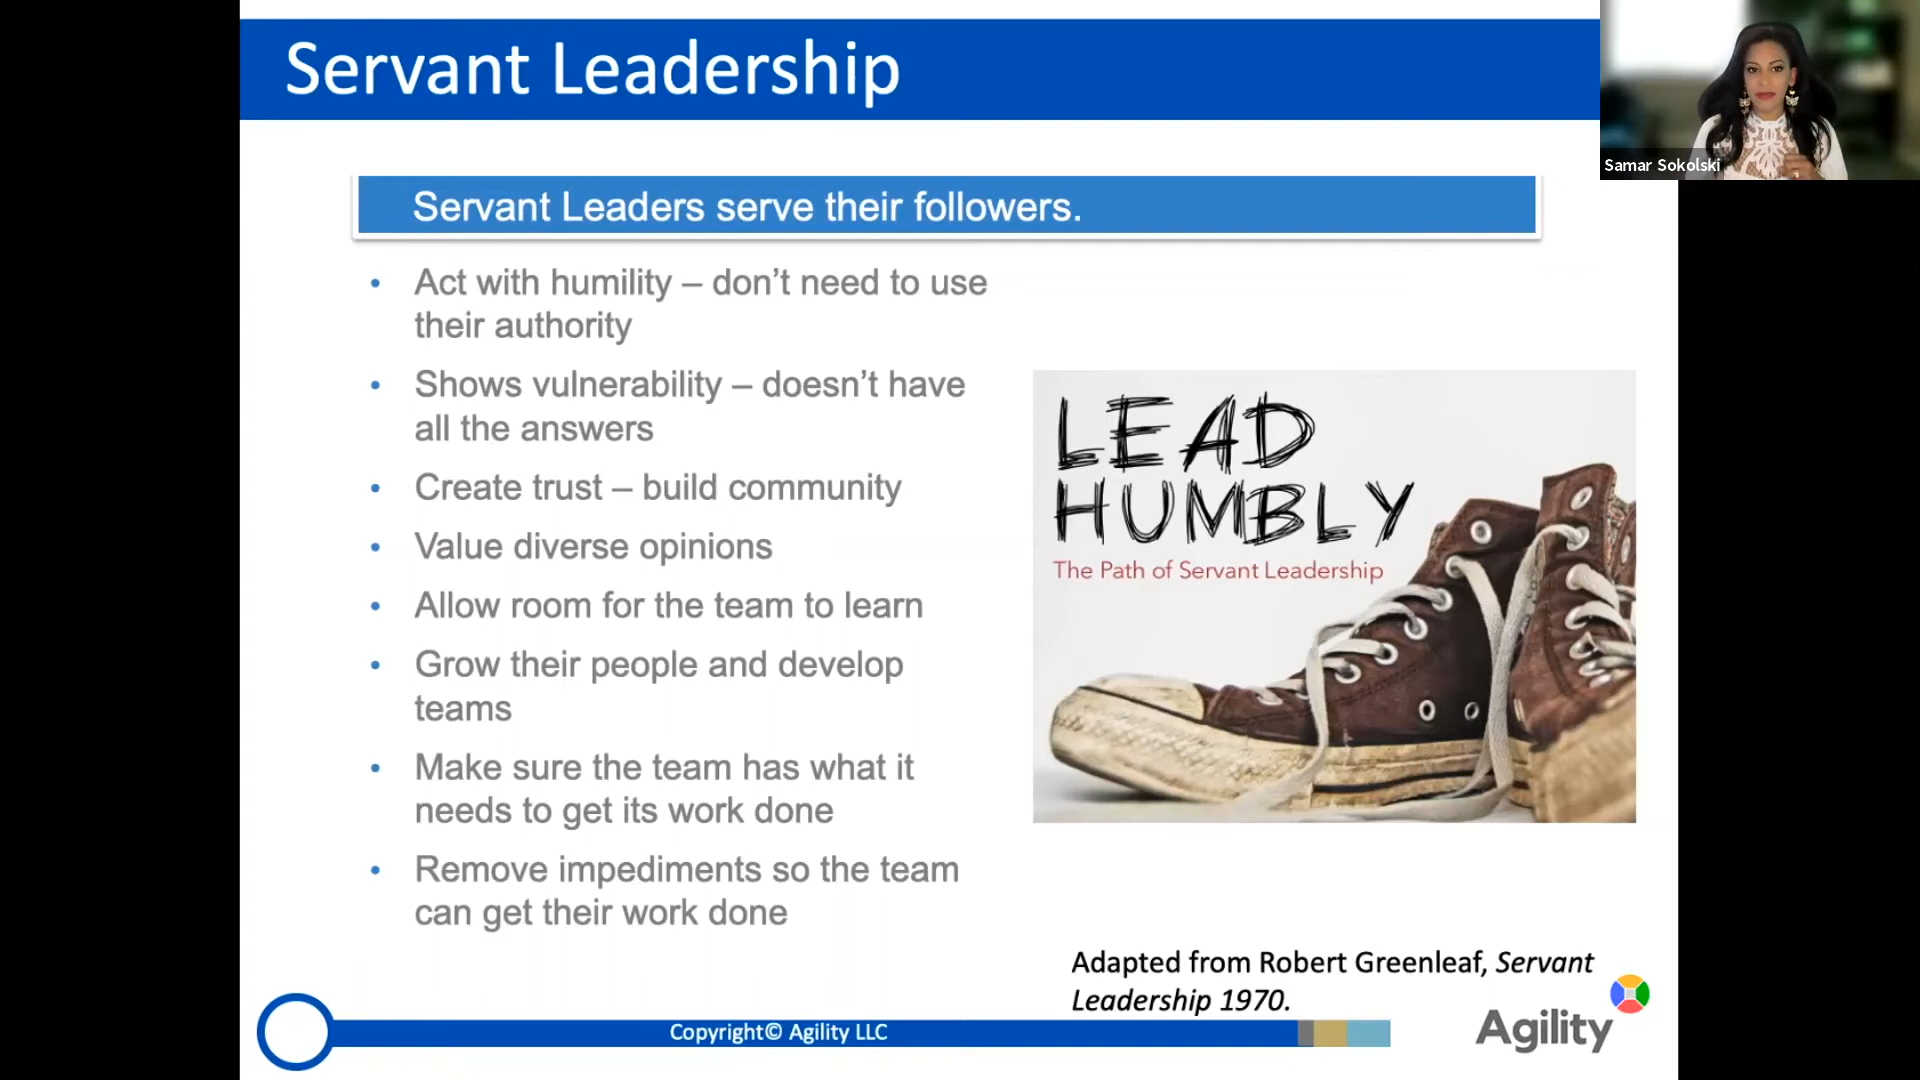 Servant Leadership
Samar Sokolski
Servant Leaders serve their followers.
• Act with humility – don’t need to use
their authority
• Shows vulnerability – doesn’t have
all the answers
• Create trust – build community
• Value diverse opinions
• Allow room for the team to learn
• Grow their people and develop
teams
• Make sure the team has what it
needs to get its work done
• Remove impediments so the team
can get their work done
LEAD
HUMBLY
The Path of Servant Leadership
Adapted from Robert Greenleaf, Servant
Leadership 1970.
Copyright© Agility LLC
Agility